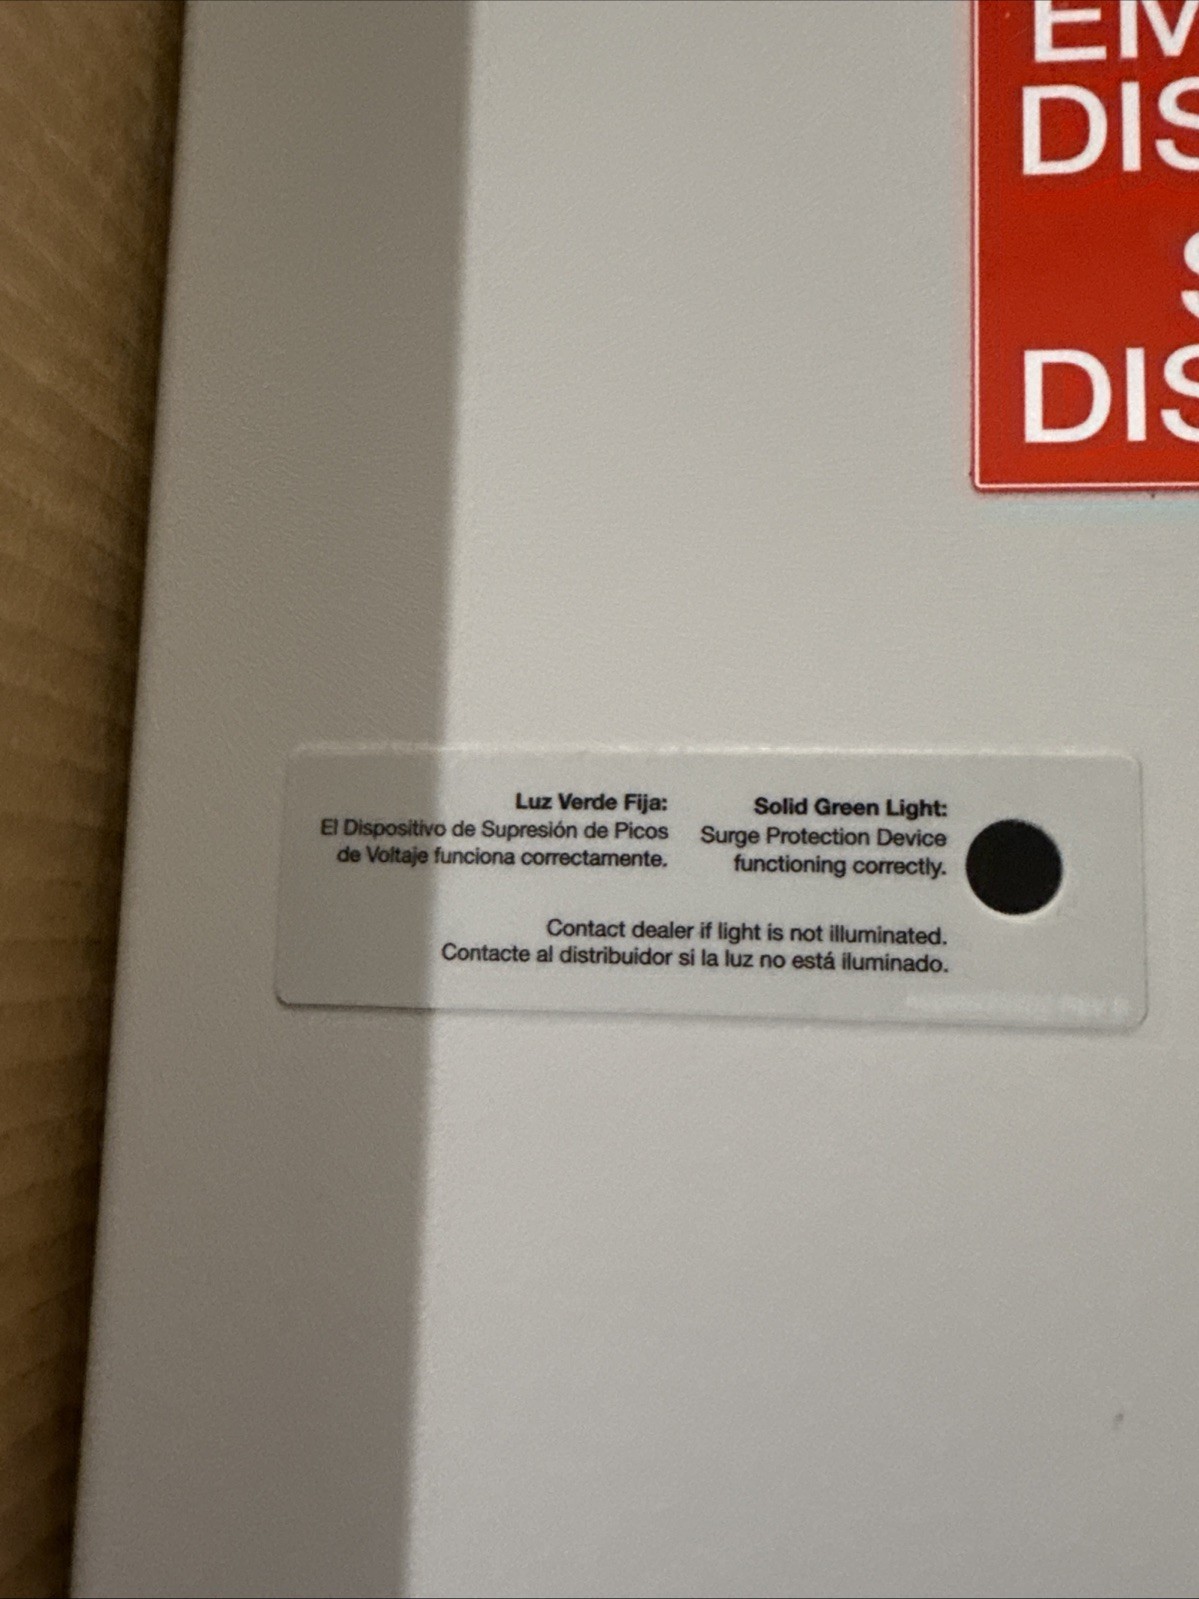 EM
DIS
S
DIS
Luz Verde Fija:
El Dispositivo de Supresión de Picos
de Voltaje funciona correctamente.
Solid Green Light:
Surge Protection Device
functioning correctly.
Contact dealer if light is not illuminated.
Contacte al distribuidor si la luz no está iluminado.